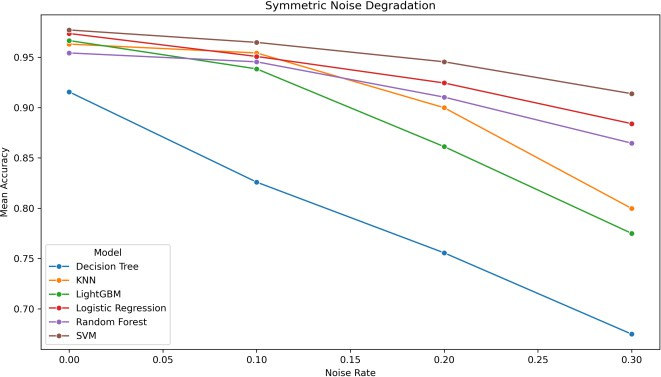 Symmetric Noise Degradation
Mean Accuracy
0.95
0.90
0.85
0.80
0.75
0.70
Model
Decision Tree
KNN
LightGBM
Logistic Regression
Random Forest
SVM
0.00 0.05 0.10 0.15 0.20 0.25 0.30
Noise Rate